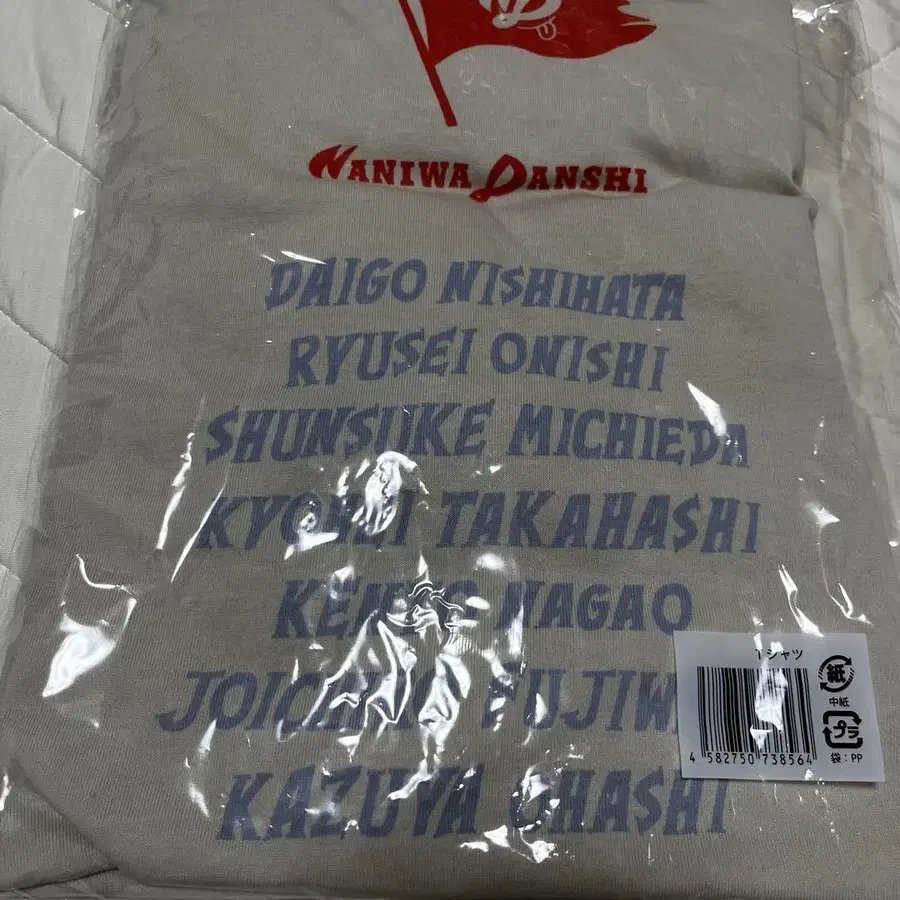 D
NANIWA DANSHI
DAIGO NISHIHATA
RYUSEI ONISHI
SHUNSUKE MICHIEDA
KYOHEI TAKAHASHI
NAGAO
KAZUYA OHASHI
Tシャツ
紙
中紙
プラ
袋:PP
4 582750 738564